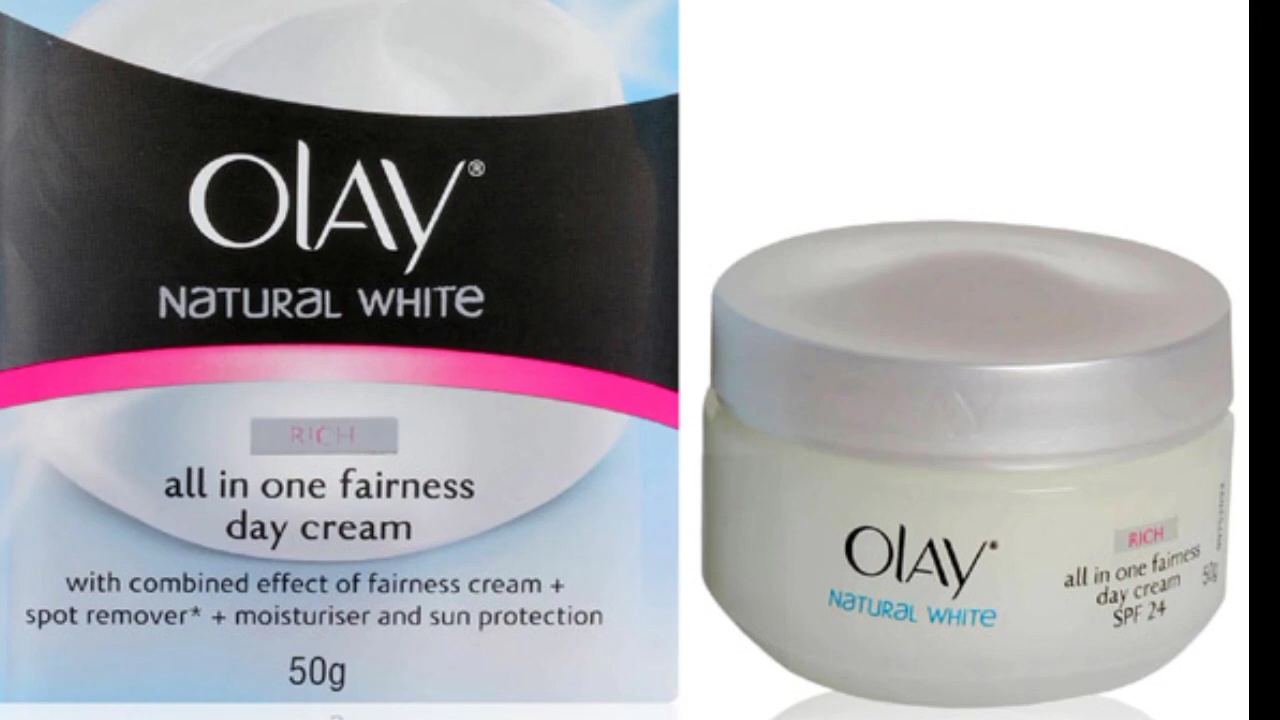 Olay®
NATURAL WHITE
RICH
all in one fairness
day cream
with combined effect of fairness cream +
spot remover* + moisturiser and sun protection
50g
Olay®
NATURAL WHITE
RICH
all in one fairness
day cream
SPF 24
50g